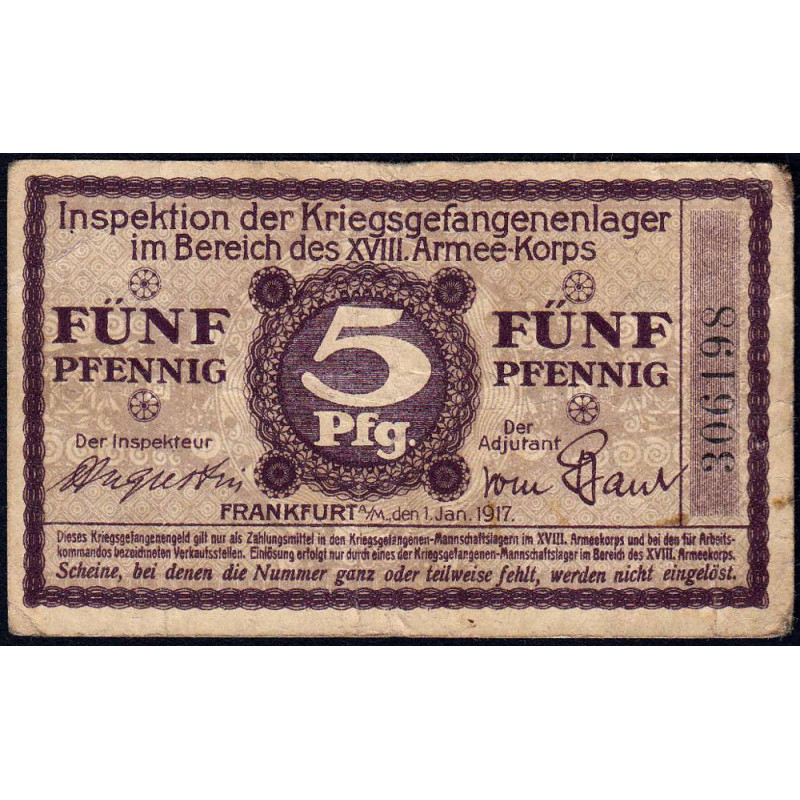 Inspektion der Kriegsgefangenenlager
im Bereich des XVIII. Armee-Korps
FÜNF
PFENNIG
5
Pfg.
FÜNF
PFENNIG
306198
Der Inspekteur
Der
Adjutant
Augustin
vom
FRANKFURT A/M., den 1. Jan. 1917.
Dieses Kriegsgefangenengeld gilt nur als Zahlungsmittel in den Kriegsgefangenen-Mannschaftslagern im XVIII. Armeekorps und bei den für Arbeits-
kommandos bezeichneten Verkaufsstellen. Einlösung erfolgt nur durch eines der Kriegsgefangenen-Mannschaftslager im Bereich des XVIII. Armeekorps.
Scheine, bei denen die Nummer ganz oder teilweise fehlt, werden nicht eingelöst.